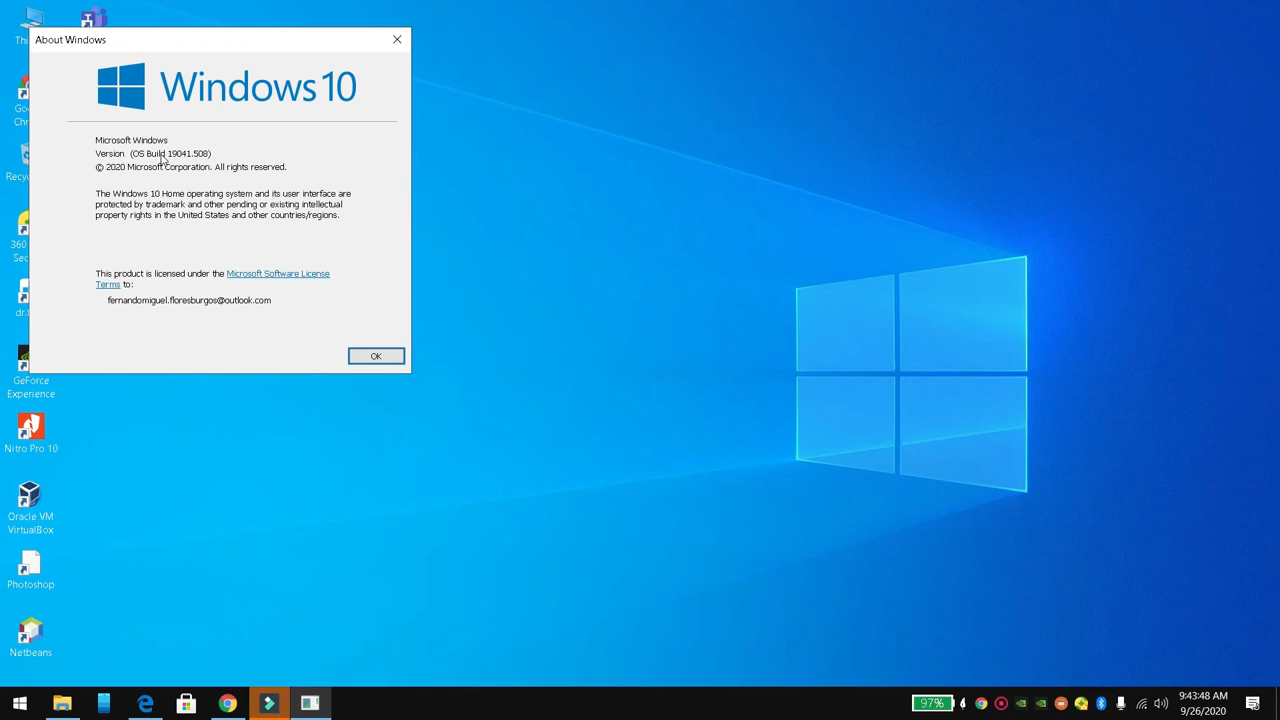 About Windows
Windows 10
Microsoft Windows
Version (OS Build 19041.508)
© 2020 Microsoft Corporation. All rights reserved.
The Windows 10 Home operating system and its user interface are
protected by trademark and other pending or existing intellectual
property rights in the United States and other countries/regions.
This product is licensed under the Microsoft Software License
Terms to:
fernandomiguel.floresburgos@outlook.com
OK
360
GeForce
Experience
Nitro Pro 10
Oracle VM
VirtualBox
Photoshop
Netbeans
97%
9:43:48 AM
9/26/2020